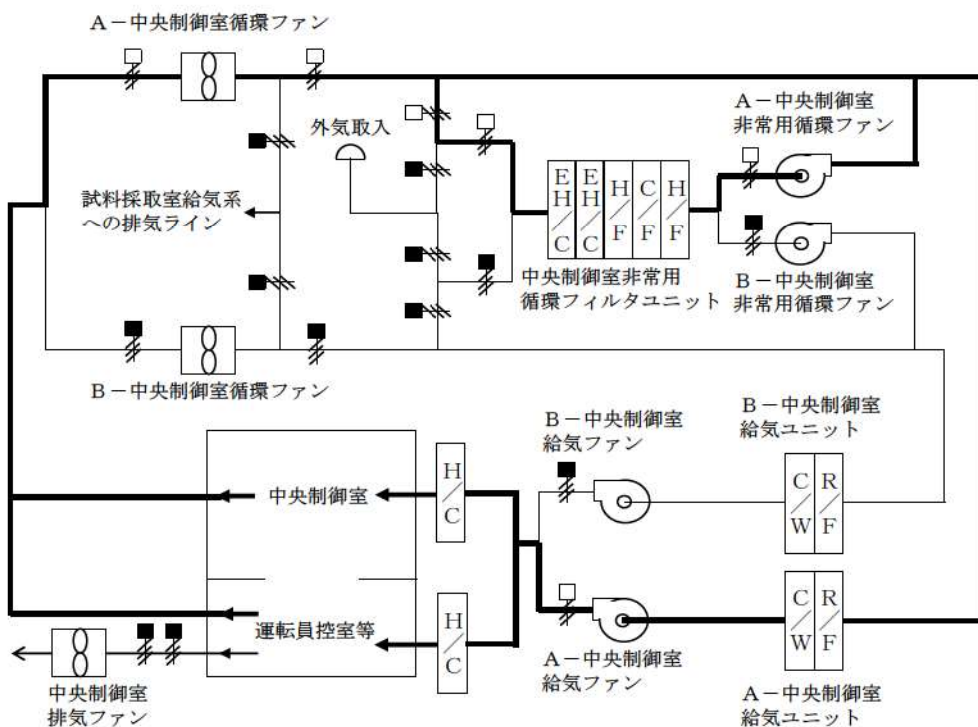 A－中央制御室循環ファン
外気取入
A－中央制御室
非常用循環ファン
試料採取室給気系
への排気ライン
E
H/C
E
H/C
H/F
C/F
H/F
中央制御室非常用
循環フィルタユニット
B－中央制御室
非常用循環ファン
B－中央制御室循環ファン
B－中央制御室
給気ファン
B－中央制御室
給気ユニット
中央制御室
H/C
C/W
R/F
運転員控室等
H/C
C/W
R/F
中央制御室
排気ファン
A－中央制御室
給気ファン
A－中央制御室
給気ユニット